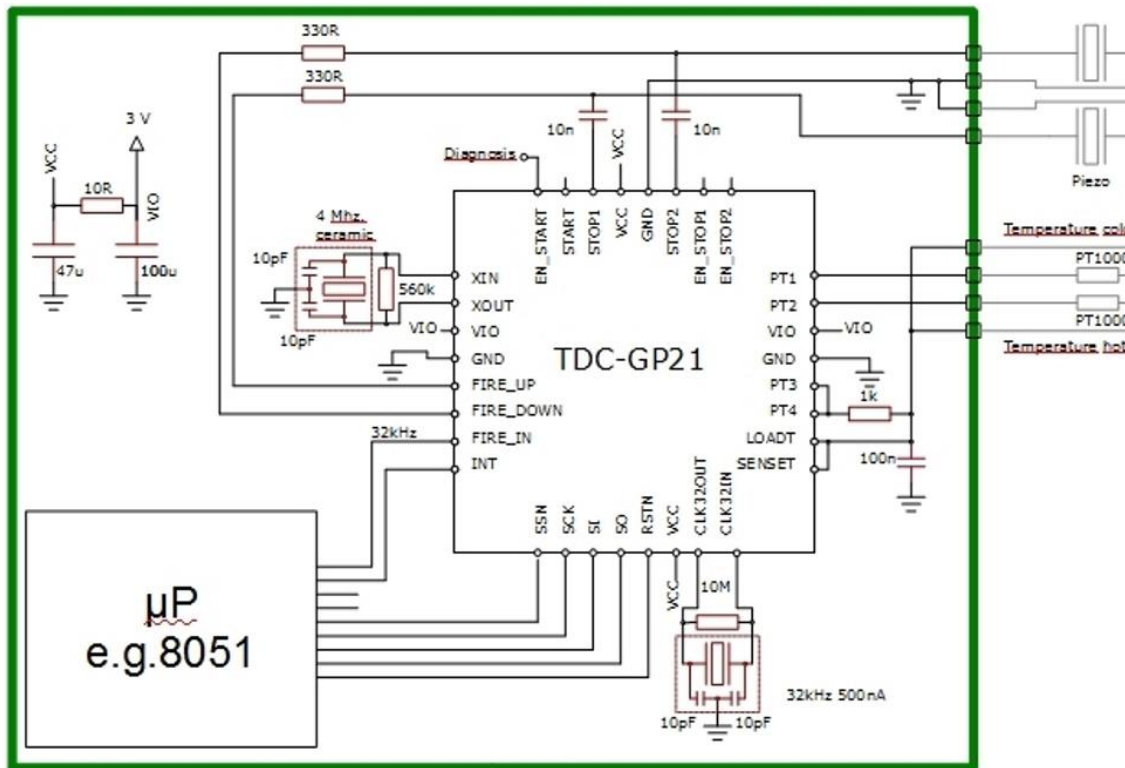 330R
330R
3 V
VCC
10R
VIO
47u
100u
10n
VCC
10n
Diagnosis
Piezo
4 Mhz.
ceramic
10pF
560k
10pF
EN_START
START
STOP1
VCC
GND
STOP2
EN_STOP1
EN_STOP2
XIN
XOUT
VIO
VIO
GND
FIRE_UP
FIRE_DOWN
32kHz
FIRE_IN
INT
TDC-GP21
PT1
PT2
VIO
VIO
GND
PT3
PT4
LOADT
SENSET
1k
100n
Temperature
PT1000
PT1000
Temperature
SSN
SCK
SI
SO
RSTN
VCC
CLK32OUT
CLK32IN
VCC
10M
10pF
10pF
32kHz 500nA
µP
e.g.8051